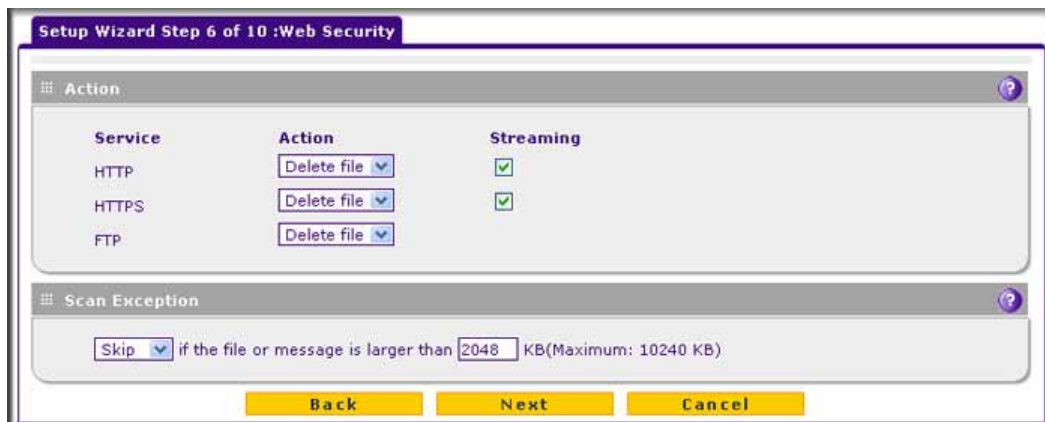 Setup Wizard Step 6 of 10 :Web Security
Action
?
Service Action Streaming
HTTP Delete file
HTTPS Delete file
FTP Delete file
Scan Exception
?
Skip if the file or message is larger than 2048 KB(Maximum: 10240 KB)
Back Next Cancel